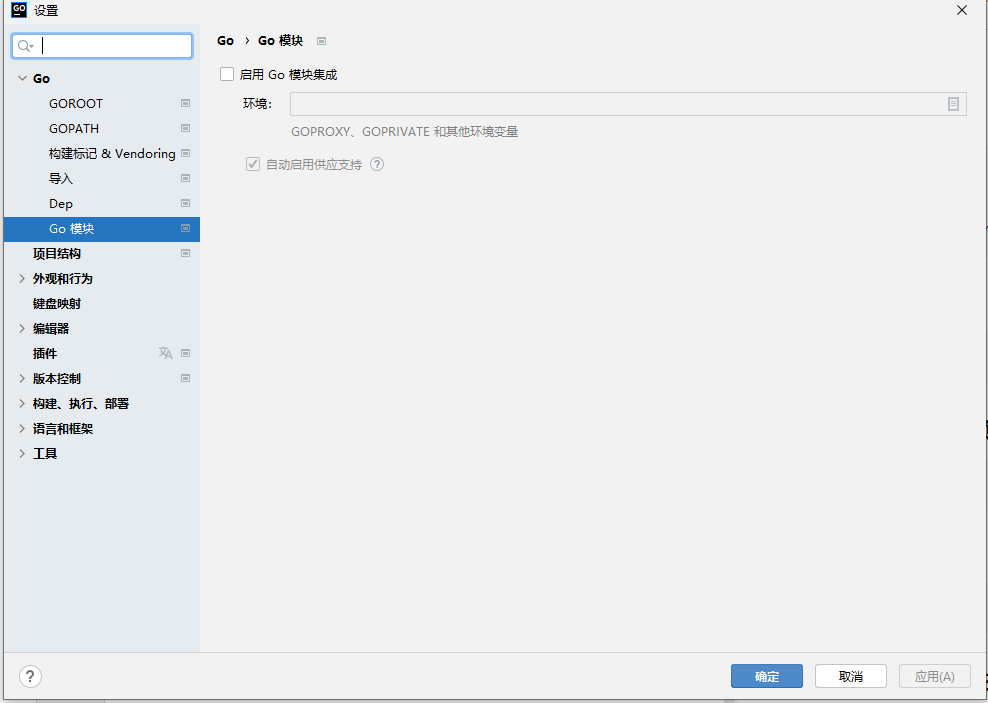 GO 设置
Go › Go 模块
Go
启用 Go 模块集成
GOROOT
环境:
GOPATH
GOPROXY、GOPRIVATE 和其他环境变量
构建标记 & Vendoring
自动启用供应支持 ?
导入
Dep
Go 模块
项目结构
外观和行为
键盘映射
编辑器
插件
版本控制
构建、执行、部署
语言和框架
工具
? 确定 取消 应用(A)